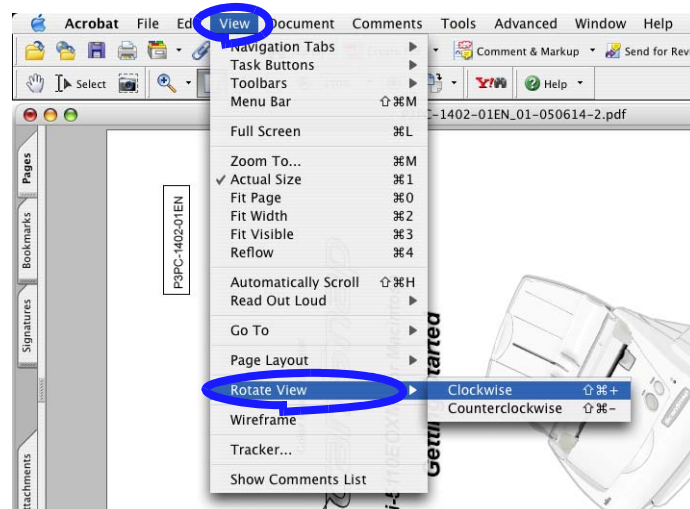 Acrobat File Ed View Document Comments Tools Advanced Window Help
Comment & Markup Send for Rev
Select Y! Help
-1402-01EN_01-050614-2.pdf
Navigation Tabs
Task Buttons
Toolbars
Menu Bar ⇧⌘M
Full Screen ⌘L
Zoom To... ⌘M
✓ Actual Size ⌘1
Fit Page ⌘0
Fit Width ⌘2
Fit Visible ⌘3
Reflow ⌘4
Automatically Scroll ⇧⌘H
Read Out Loud
Go To
Page Layout
Rotate View
Clockwise ⇧⌘+
Counterclockwise ⇧⌘-
Wireframe
Tracker...
Show Comments List
Pages
Bookmarks
Signatures
ttachments
P3PC-1402-01EN
Getting Started